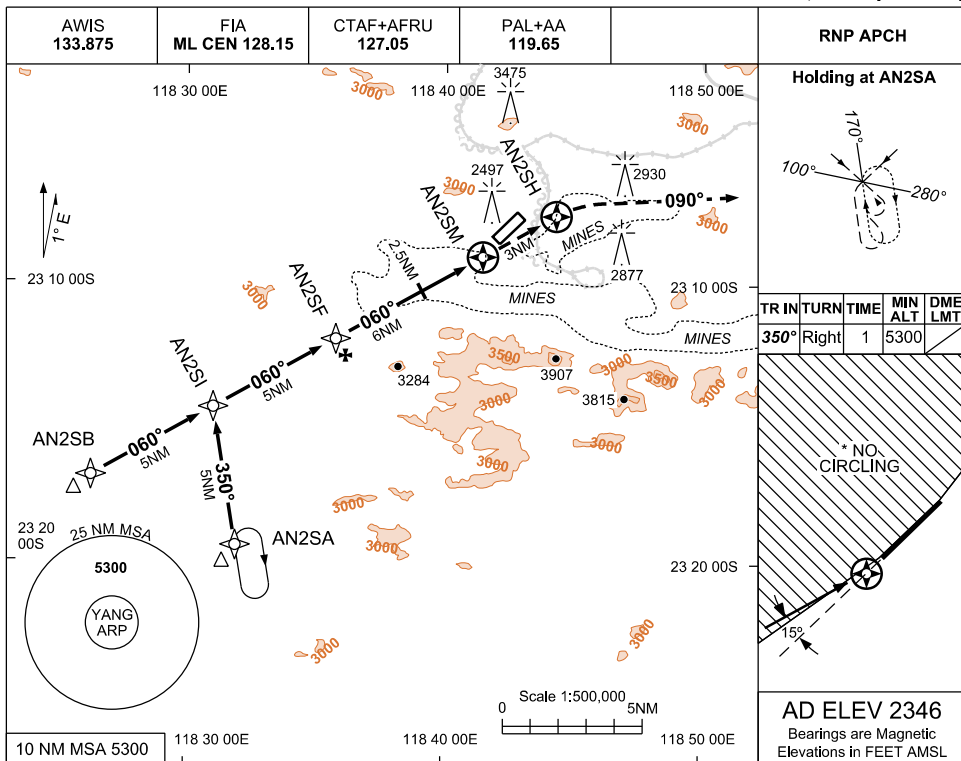 AWIS
133.875
FIA
ML CEN 128.15
CTAF+AFRU
127.05
PAL+AA
119.65
RNP APCH
118 30 00E
118 40 00E
118 50 00E
3475
3000
3000
3000
2497
2930
AN2SH
AN2SM
090°
3NM
MINES
3000
2877
1° E
23 10 00S
23 10 00S
3000
AN2SF
2.5NM
MINES
MINES
060°
6NM
AN2SI
060°
5NM
3284
3500
3907
3000
3500
3815
3000
3000
3000
AN2SB
060°
5NM
350°
5NM
3000
3000
AN2SA
3000
23 20
00S
23 20 00S
25 NM MSA
5300
YANG
ARP
3000
3000
Scale 1:500,000
0
5NM
10 NM MSA 5300
118 30 00E
118 40 00E
118 50 00E
Holding at AN2SA
170°
100°
280°
TR IN
TURN
TIME
MIN
ALT
DME
LMT
350°
Right
1
5300
* NO
CIRCLING
15°
AD ELEV 2346
Bearings are Magnetic
Elevations in FEET AMSL